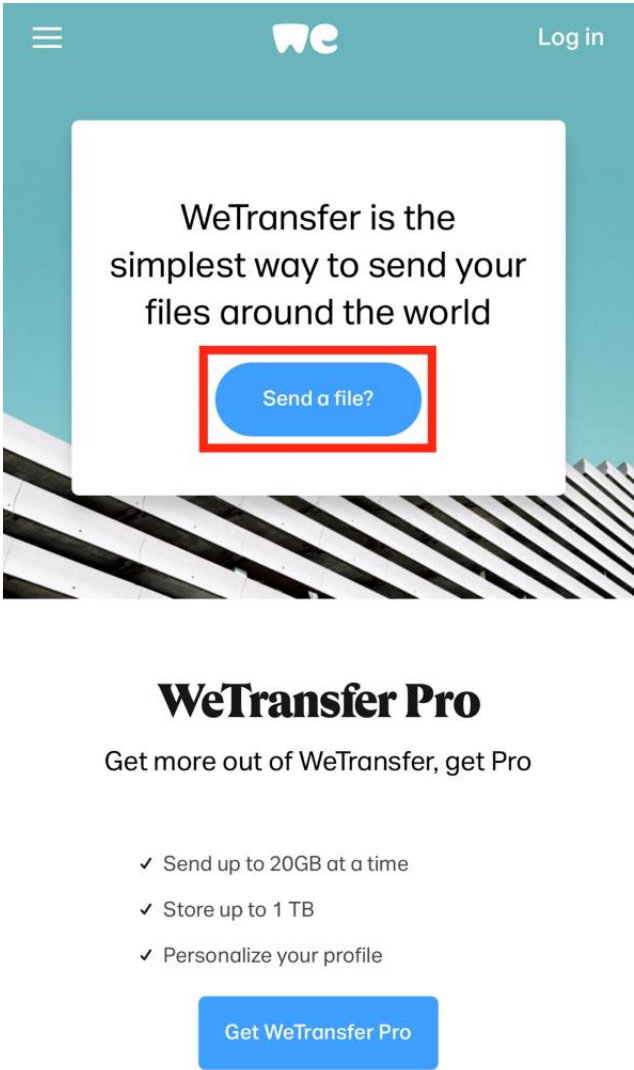 we
Log in
WeTransfer is the
simplest way to send your
files around the world
Send a file?
WeTransfer Pro
Get more out of WeTransfer, get Pro
✓ Send up to 20GB at a time
✓ Store up to 1 TB
✓ Personalize your profile
Get WeTransfer Pro